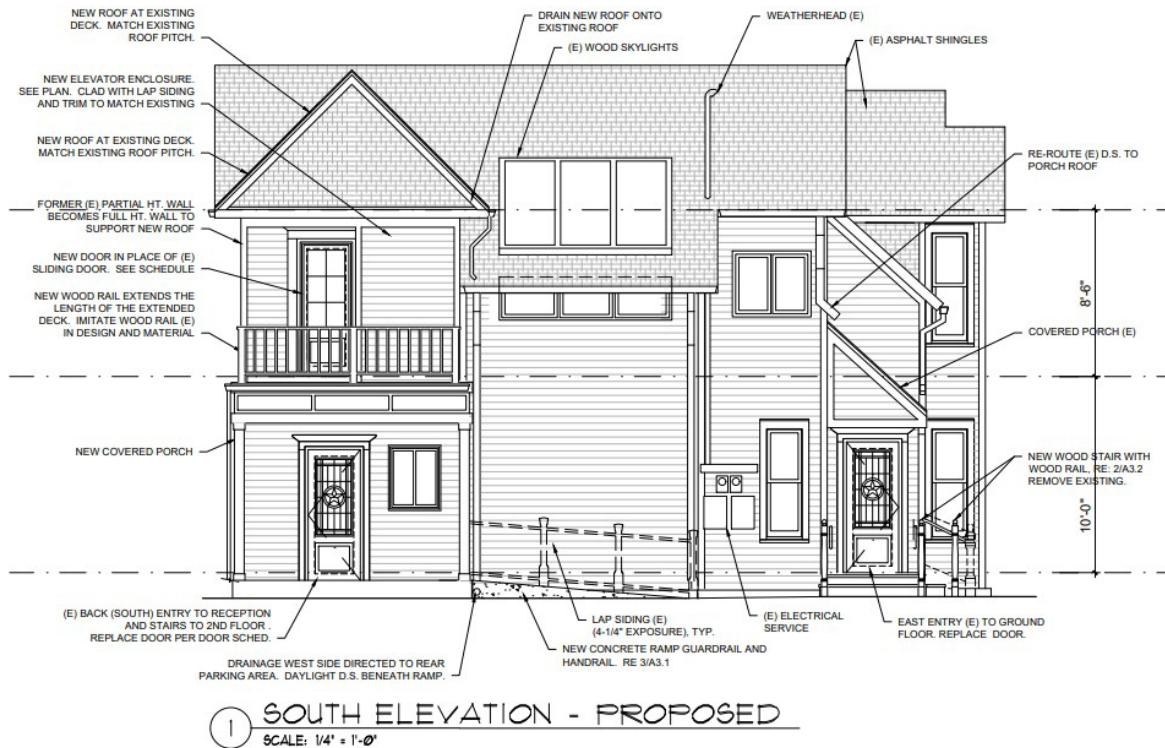 NEW ROOF AT EXISTING
DECK. MATCH EXISTING
ROOF PITCH.
NEW ELEVATOR ENCLOSURE.
SEE PLAN. CLAD WITH LAP SIDING
AND TRIM TO MATCH EXISTING
NEW ROOF AT EXISTING DECK.
MATCH EXISTING ROOF PITCH.
FORMER (E) PARTIAL HT. WALL
BECOMES FULL HT. WALL TO
SUPPORT NEW ROOF
NEW DOOR IN PLACE OF (E)
SLIDING DOOR. SEE SCHEDULE
NEW WOOD RAIL EXTENDS THE
LENGTH OF THE EXTENDED
DECK. IMITATE WOOD RAIL (E)
IN DESIGN AND MATERIAL
NEW COVERED PORCH
(E) BACK (SOUTH) ENTRY TO RECEPTION
AND STAIRS TO 2ND FLOOR .
REPLACE DOOR PER DOOR SCHED.
DRAINAGE WEST SIDE DIRECTED TO REAR
PARKING AREA. DAYLIGHT D.S. BENEATH RAMP.
DRAIN NEW ROOF ONTO
EXISTING ROOF
(E) WOOD SKYLIGHTS
WEATHERHEAD (E)
(E) ASPHALT SHINGLES
RE-ROUTE (E) D.S. TO
PORCH ROOF
8'-6"
COVERED PORCH (E)
NEW WOOD STAIR WITH
WOOD RAIL, RE: 2/A3.2
REMOVE EXISTING.
10'-0"
LAP SIDING (E)
(4-1/4" EXPOSURE), TYP.
NEW CONCRETE RAMP GUARDRAIL AND
HANDRAIL. RE 3/A3.1
(E) ELECTRICAL
SERVICE
EAST ENTRY (E) TO GROUND
FLOOR. REPLACE DOOR.
1 SOUTH ELEVATION - PROPOSED
SCALE: 1/4" = 1'-0"